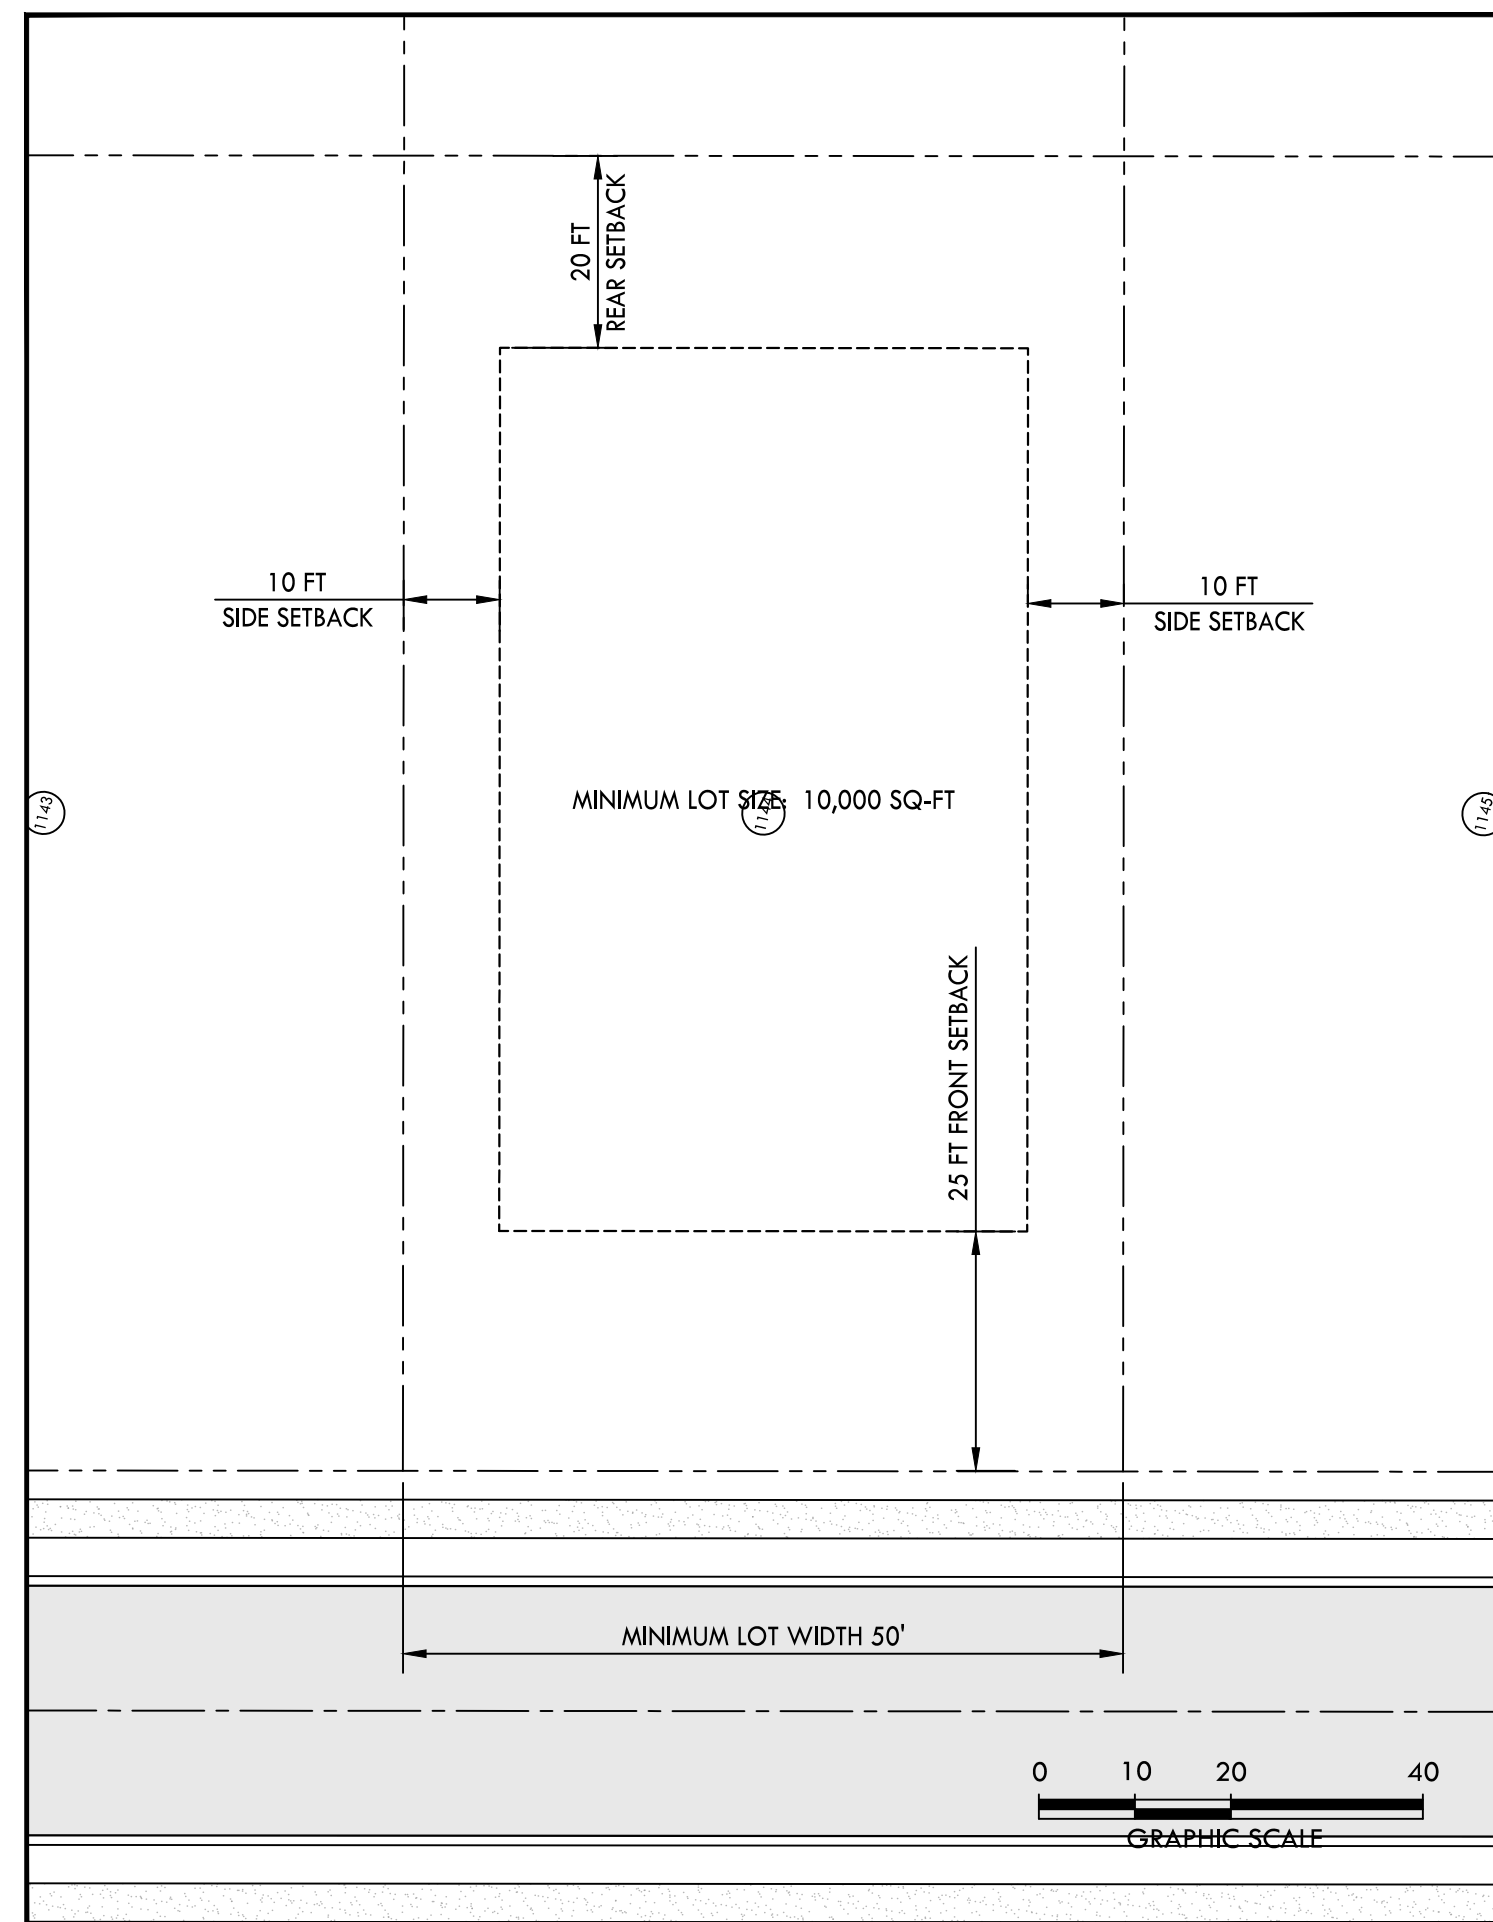 20 FT
REAR SETBACK
10 FT
SIDE SETBACK
10 FT
SIDE SETBACK
1143
MINIMUM LOT SIZE: 10,000 SQ-FT
1144
1145
25 FT FRONT SETBACK
MINIMUM LOT WIDTH 50'
0 10 20 40
GRAPHIC SCALE